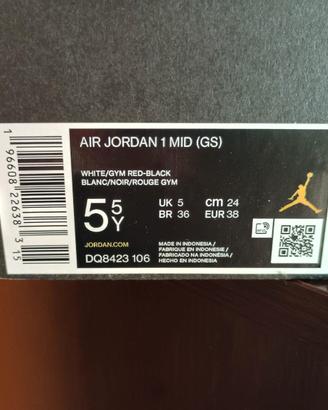 AIR JORDAN 1 MID (GS)
WHITE/GYM RED-BLACK
BLANC/NOIR/ROUGE GYM
5 5Y
UK 5 cm 24
BR 36 EUR 38
JORDAN.COM
DQ8423 106
MADE IN INDONESIA /
FABRIQUE EN INDONESIE /
FABRICADO NA INDONÉSIA /
HECHO EN INDONESIA
1 96608 22638 3 15